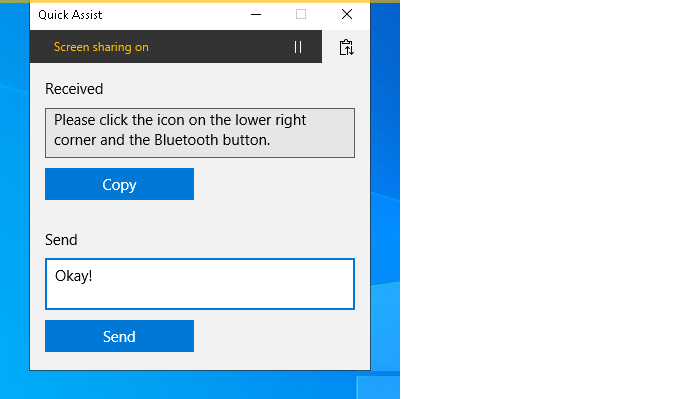 Quick Assist
Screen sharing on
Received
Please click the icon on the lower right
corner and the Bluetooth button.
Copy
Send
Okay!
Send